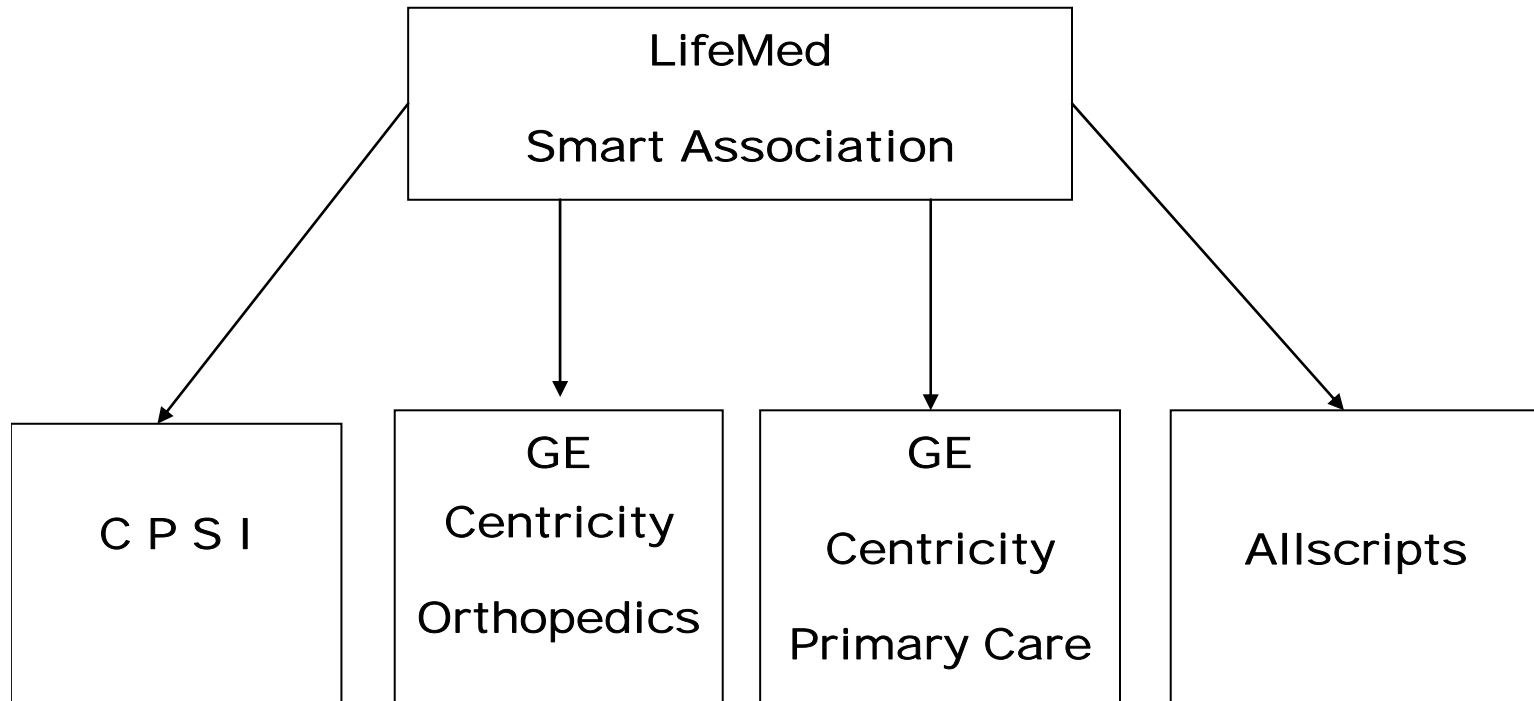 LifeMed
Smart Association
C P S I
GE
Centricity
Orthopedics
GE
Centricity
Primary Care
Allscripts